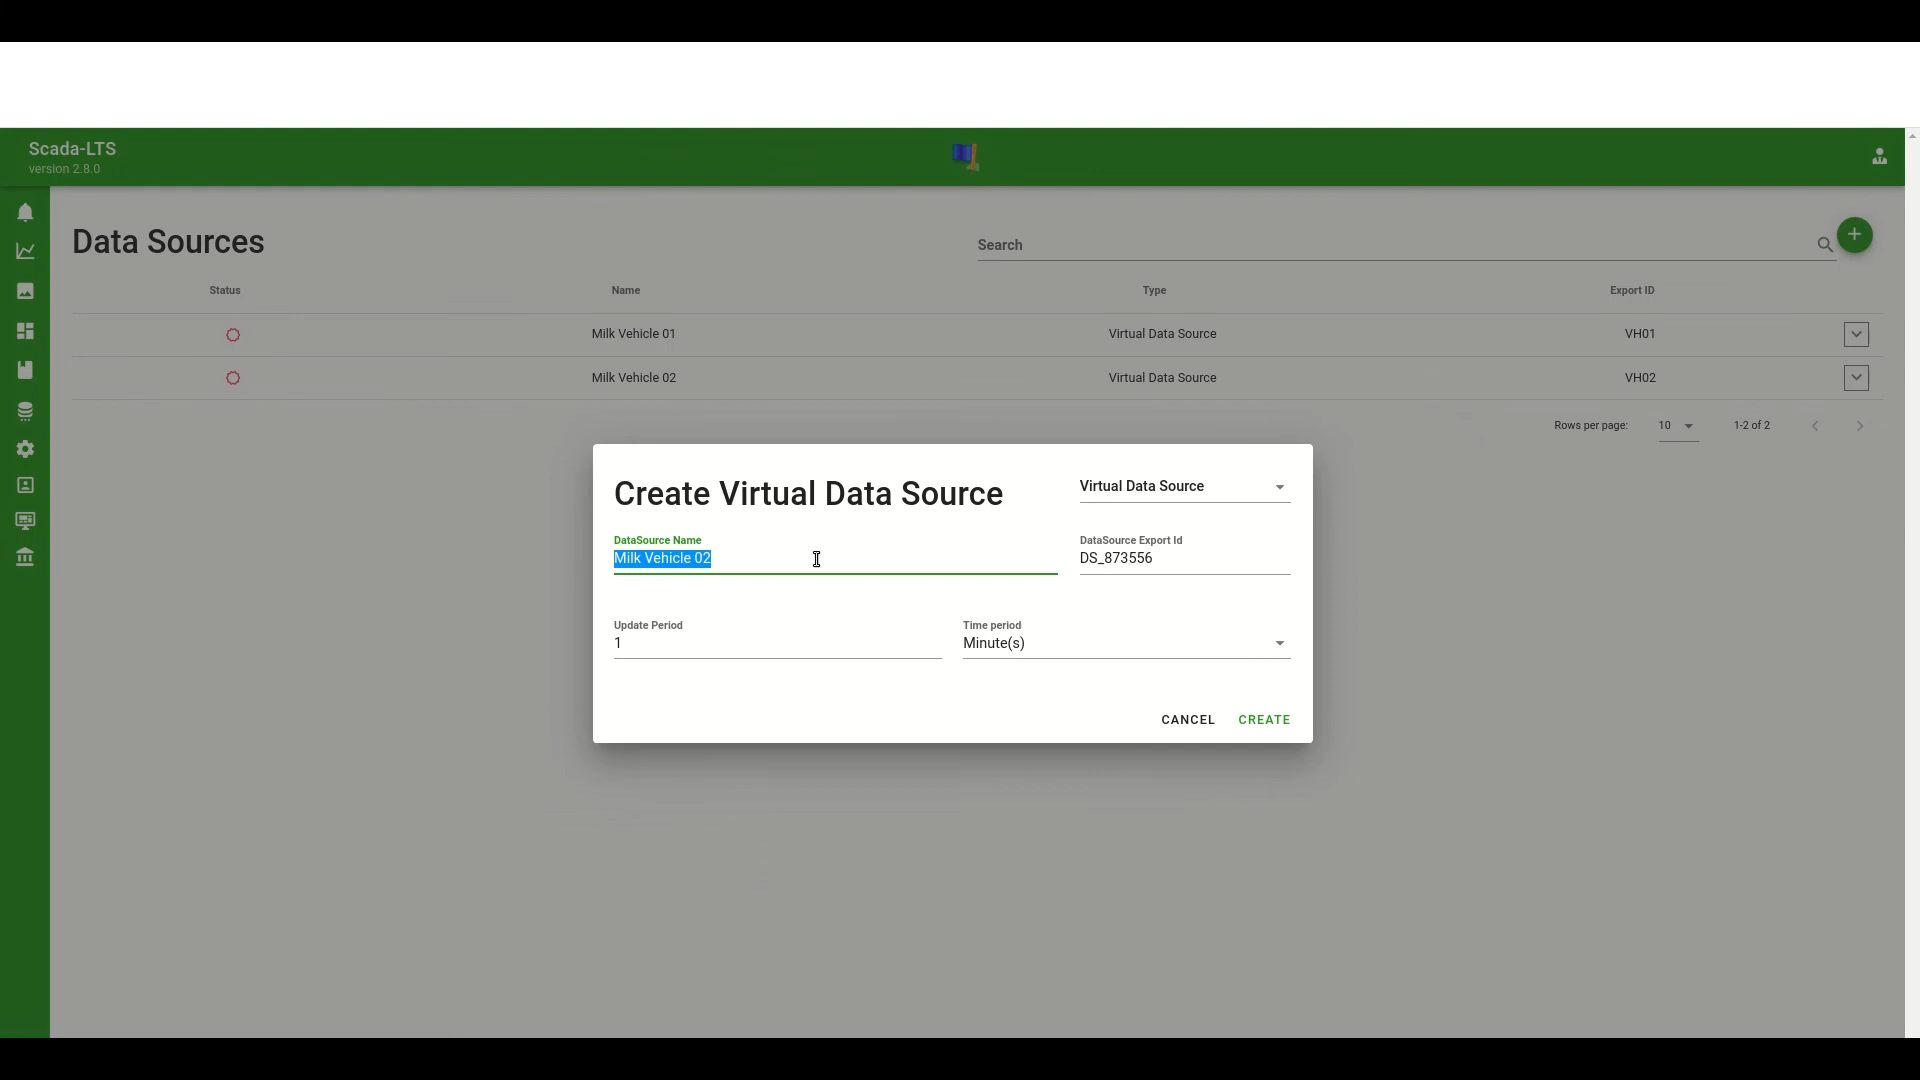 Scada-LTS
version 2.8.0
Data Sources
Search
Status Name Type Export ID
Milk Vehicle 01 Virtual Data Source VH01
Milk Vehicle 02 Virtual Data Source VH02
Rows per page: 10 1-2 of 2
Create Virtual Data Source
Virtual Data Source
DataSource Name
Milk Vehicle 02
DataSource Export Id
DS_873556
Update Period
1
Time period
Minute(s)
CANCEL CREATE